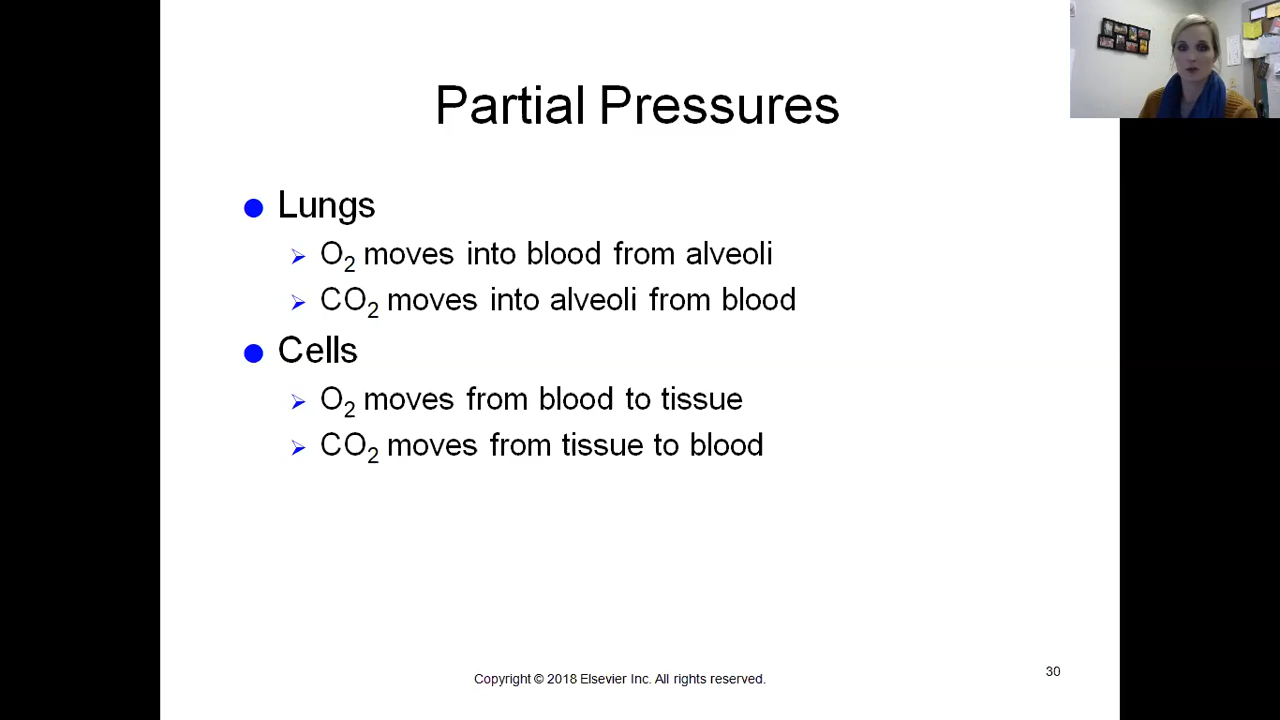 Partial Pressures
Lungs
O₂ moves into blood from alveoli
CO₂ moves into alveoli from blood
Cells
O₂ moves from blood to tissue
CO₂ moves from tissue to blood
Copyright © 2018 Elsevier Inc. All rights reserved.
30